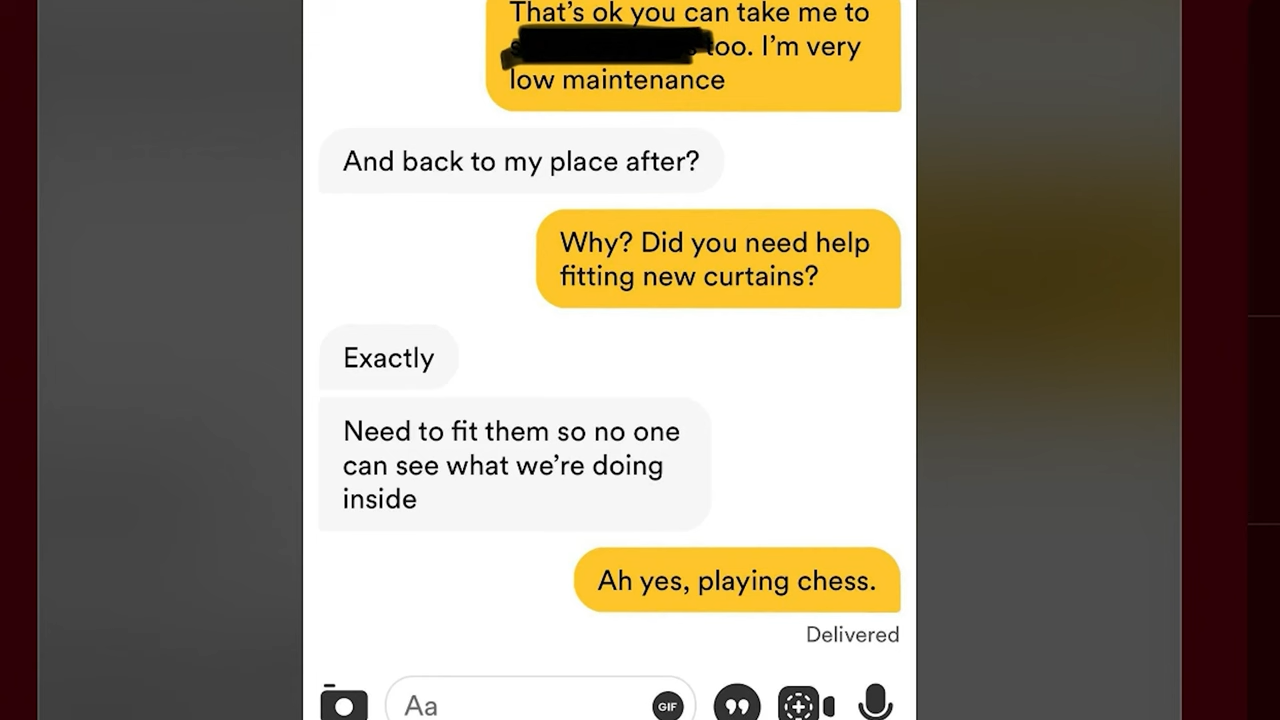 That's ok you can take me to
too. I'm very
low maintenance
And back to my place after?
Why? Did you need help
fitting new curtains?
Exactly
Need to fit them so no one
can see what we're doing
inside
Ah yes, playing chess.
Delivered
Aa
GIF